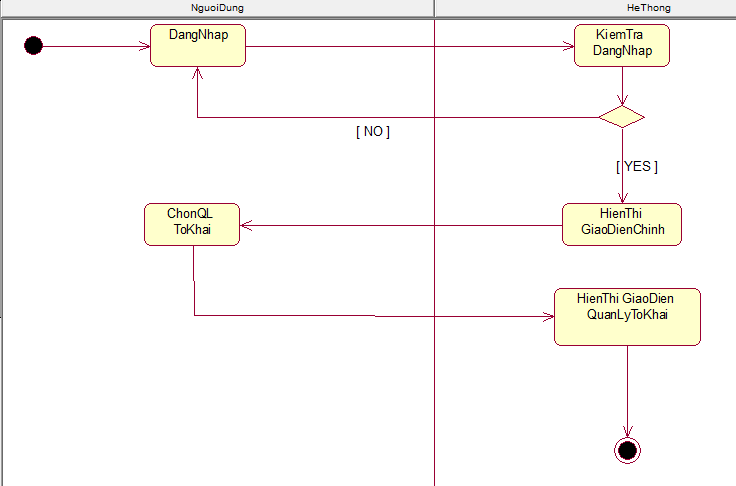 NguoiDung
HeThong
DangNhap
KiemTra
DangNhap
[ NO ]
[ YES ]
ChonQL
ToKhai
HienThi
GiaoDienChinh
HienThi GiaoDien
QuanLyToKhai